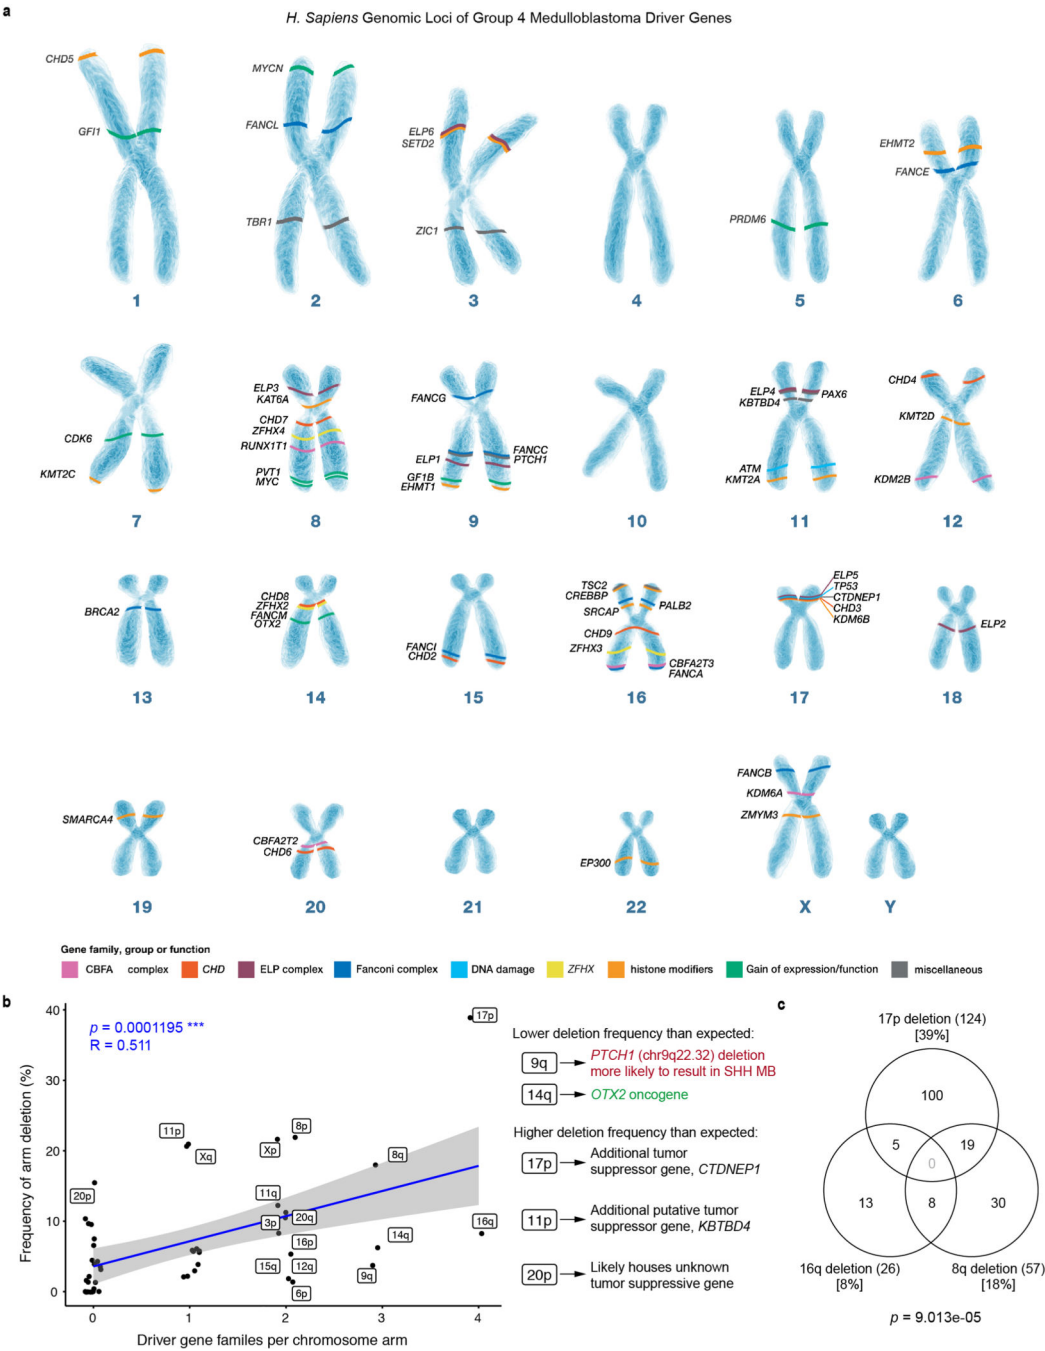 a
H. Sapiens Genomic Loci of Group 4 Medulloblastoma Driver Genes
CHD5
GFI1
1
MYCN
FANCL
TBR1
2
ELP6
SETD2
ZIC1
3
4
PRDM6
5
EHMT2
FANCE
6
CDK6
KMT2C
7
ELP3
KAT6A
CHD7
ZFHX4
RUNX1T1
PVT1
MYC
8
FANCG
ELP1
GF1B
EHMT1
FANCC
PTCH1
9
10
ELP4
KBTBD4
PAX6
ATM
KMT2A
11
CHD4
KMT2D
KDM2B
12
BRCA2
13
CHD8
ZFHX2
FANCM
OTX2
14
FANCI
CHD2
15
TSC2
CREBBP
SRCAP
PALB2
CHD9
ZFHX3
CBFA2T3
FANCA
16
ELP5
TP53
CTDNEP1
CHD3
KDM6B
17
ELP2
18
SMARCA4
19
CBFA2T2
CHD6
20
21
EP300
22
FANCB
KDM6A
ZMYM3
X
Y
Gene family, group or function
CBFA complex CHD ELP complex Fanconi complex DNA damage ZFHX histone modifiers Gain of expression/function miscellaneous
b
p = 0.0001195 ***
R = 0.511
Frequency of arm deletion (%)
40
30
20
10
0
17p
11p
Xq
Xp
8p
8q
20p
11q
20q
3p
16p
14q
16q
15q
12q
9q
6p
0 1 2 3 4
Driver gene familes per chromosome arm
Lower deletion frequency than expected:
9q
PTCH1 (chr9q22.32) deletion
more likely to result in SHH MB
14q
OTX2 oncogene
Higher deletion frequency than expected:
17p
Additional tumor
suppressor gene, CTDNEP1
11p
Additional putative tumor
suppressor gene, KBTBD4
20p
Likely houses unknown
tumor suppressive gene
c
17p deletion (124)
[39%]
100
5
19
0
13
8
30
16q deletion (26)
[8%]
8q deletion (57)
[18%]
p = 9.013e-05